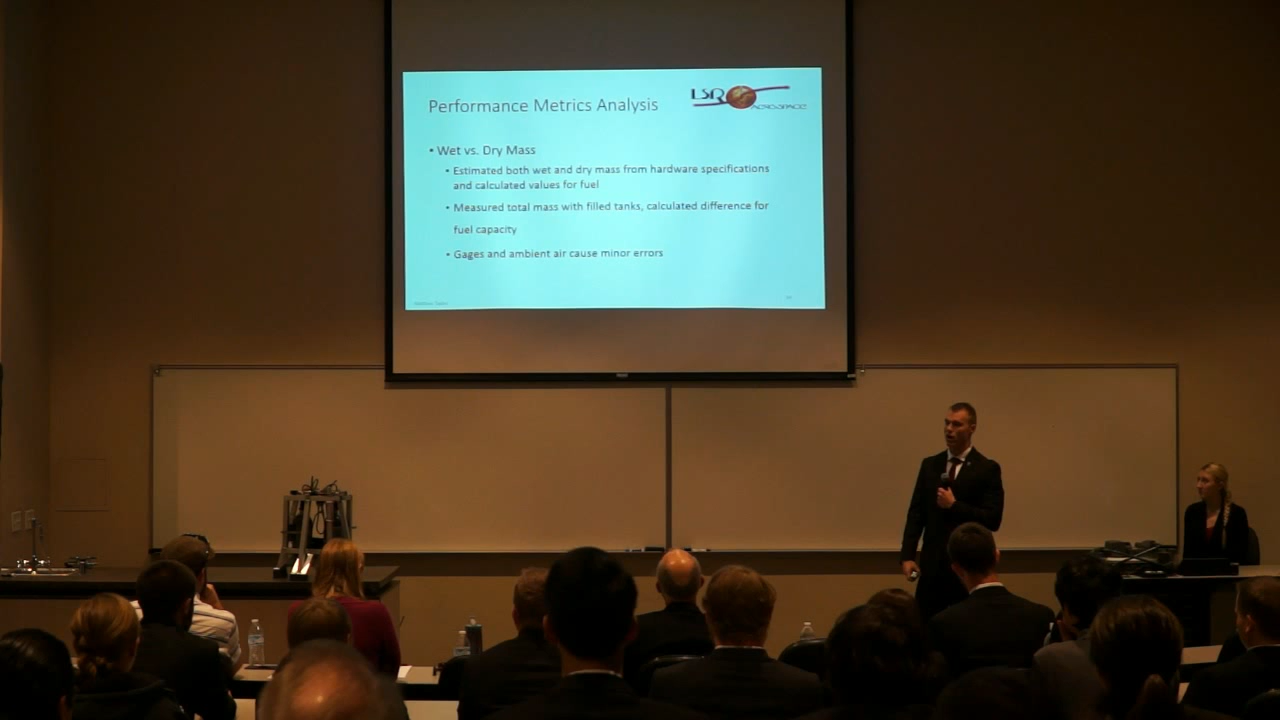 Performance Metrics Analysis
LSR
AEROSPACE
• Wet vs. Dry Mass
• Estimated both wet and dry mass from hardware specifications
and calculated values for fuel
• Measured total mass with filled tanks, calculated difference for
fuel capacity
• Gages and ambient air cause minor errors